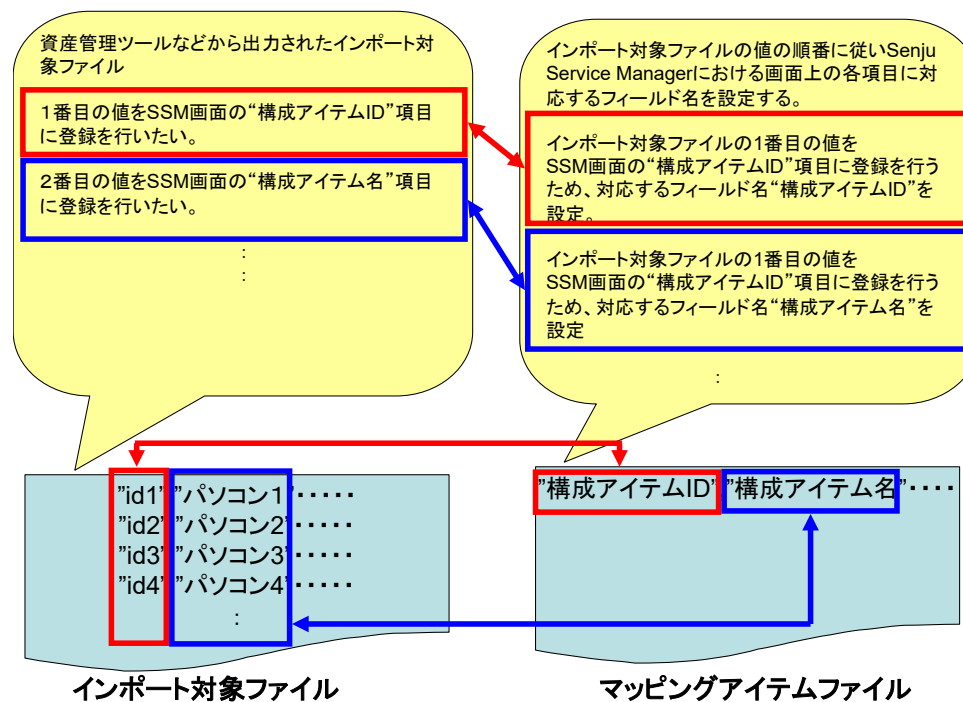 資産管理ツールなどから出力されたインポート対
象ファイル
１番目の値をSSM画面の“構成アイテムID”項目
に登録を行いたい。
２番目の値をSSM画面の“構成アイテム名”項目
に登録を行いたい。
:
:
インポート対象ファイルの値の順番に従いSenju
Service Managerにおける画面上の各項目に対
応するフィールド名を設定する。
インポート対象ファイルの1番目の値を
SSM画面の“構成アイテムID”項目に登録を行う
ため、対応するフィールド名“構成アイテムID”を
設定。
インポート対象ファイルの1番目の値を
SSM画面の“構成アイテムID”項目に登録を行う
ため、対応するフィールド名“構成アイテム名”を
設定
:
”id1” ”パソコン1”・・・・・
”id2” ”パソコン2”・・・・・
”id3” ”パソコン3”・・・・・
”id4” ”パソコン4”・・・・・
:
”構成アイテムID” ”構成アイテム名”・・・・
インポート対象ファイル
マッピングアイテムファイル